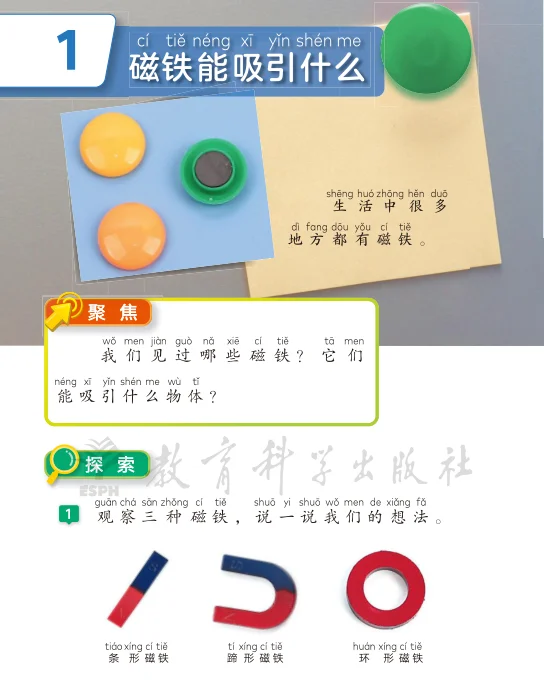 1
cí tiě néng xī yǐn shén me
磁铁能吸引什么
shēng huó zhōng hěn duō
生活中很多
dì fang dōu yǒu cí tiě
地方都有磁铁。
聚焦
wǒ men jiàn guò nǎ xiē cí tiě tā men
我们见过哪些磁铁？它们
néng xī yǐn shén me wù tǐ
能吸引什么物体？
探索
ESPH 教育科学出版社
guān chá sān zhǒng cí tiě shuō yi shuō wǒ men de xiǎng fǎ
1 观察三种磁铁，说一说我们的想法。
tiáo xíng cí tiě tí xíng cí tiě huán xíng cí tiě
条形磁铁 蹄形磁铁 环形磁铁